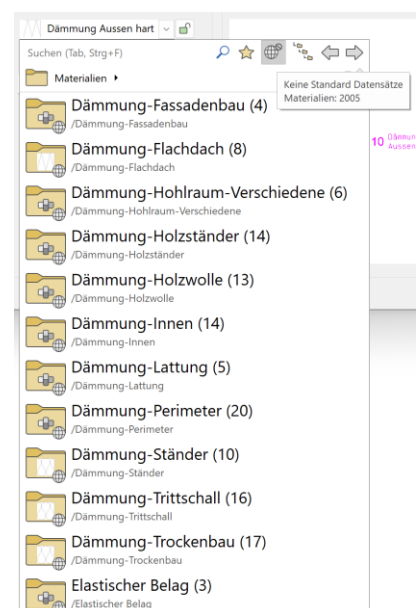 Dämmung Aussen hart
Suchen (Tab, Strg+F)
Materialien
Keine Standard Datensätze
Materialien: 2005
Dämmung-Fassadenbau (4)
/Dämmung-Fassadenbau
10
Dämmung-Flachdach (8)
/Dämmung-Flachdach
Dämmung-Hohlraum-Verschiedene (6)
/Dämmung-Hohlraum-Verschiedene
Dämmung-Holzständer (14)
/Dämmung-Holzständer
Dämmung-Holzwolle (13)
/Dämmung-Holzwolle
Dämmung-Innen (14)
/Dämmung-Innen
Dämmung-Lattung (5)
/Dämmung-Lattung
Dämmung-Perimeter (20)
/Dämmung-Perimeter
Dämmung-Ständer (10)
/Dämmung-Ständer
Dämmung-Trittschall (16)
/Dämmung-Trittschall
Dämmung-Trockenbau (17)
/Dämmung-Trockenbau
Elastischer Belag (3)
/Elastischer Belag